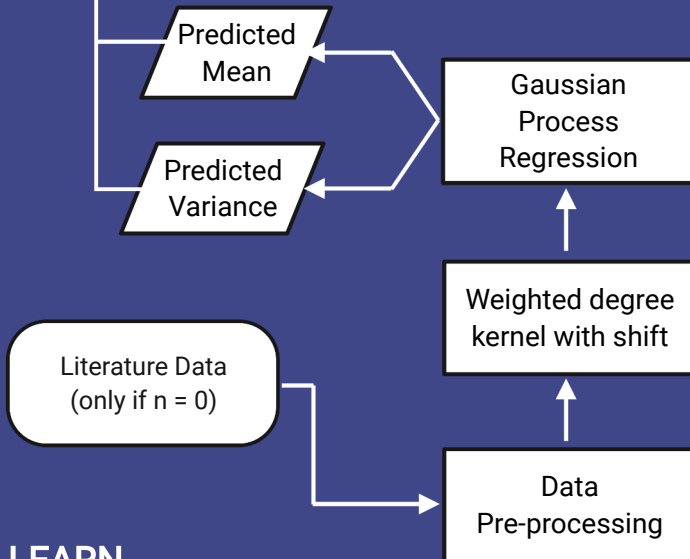 Predicted
Mean
Gaussian
Process
Regression
Predicted
Variance
Weighted degree
kernel with shift
Literature Data
(only if n = 0)
Data
Pre-processing
LEARN